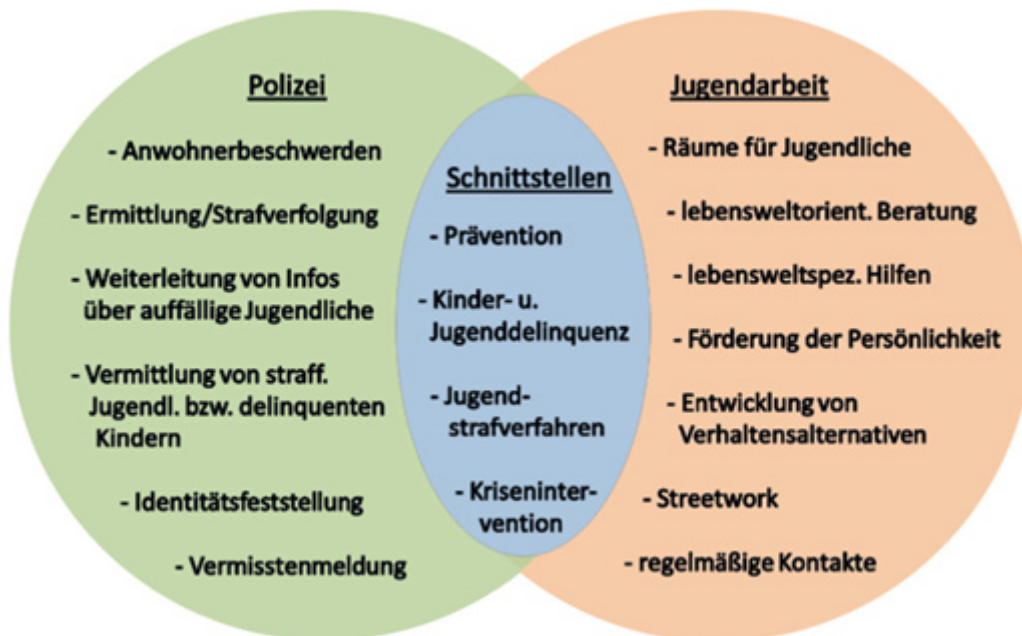 Polizei
- Anwohnerbeschwerden
- Ermittlung/Strafverfolgung
- Weiterleitung von Infos
über auffällige Jugendliche
- Vermittlung von straff.
Jugendl. bzw. delinquenten
Kindern
- Identitätsfeststellung
- Vermisstenmeldung
Schnittstellen
- Prävention
- Kinder- u.
Jugenddelinquenz
- Jugend-
strafverfahren
- Kriseninter-
vention
Jugendarbeit
- Räume für Jugendliche
- lebensweltorient. Beratung
- lebensweltspez. Hilfen
- Förderung der Persönlichkeit
- Entwicklung von
Verhaltensalternativen
- Streetwork
- regelmäßige Kontakte